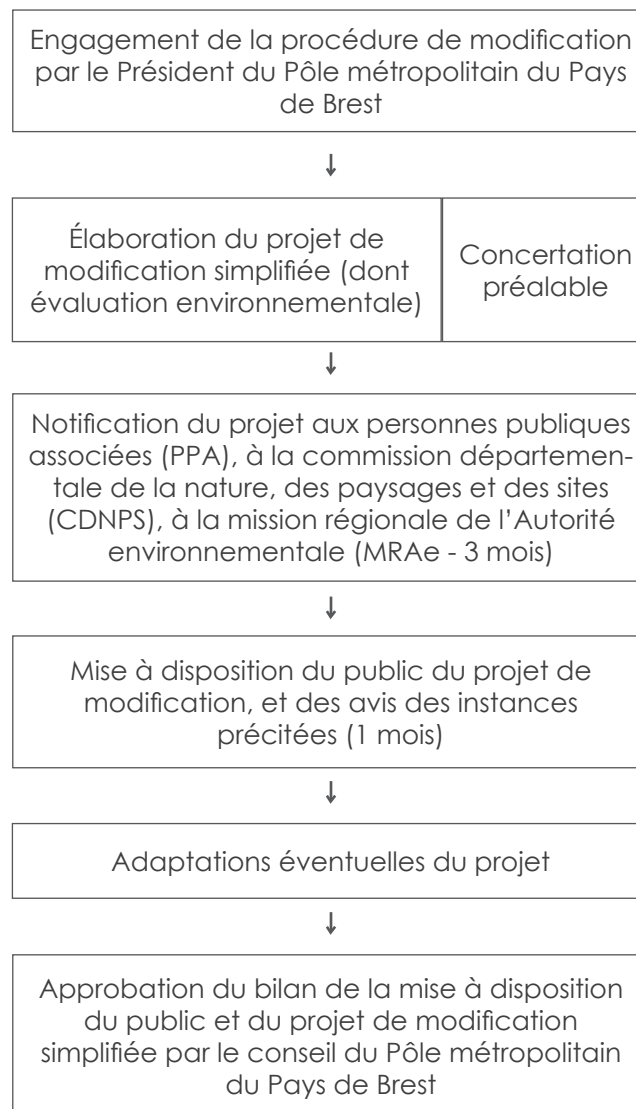 Engagement de la procédure de modification
par le Président du Pôle métropolitain du Pays
de Brest
↓
Élaboration du projet de
modification simplifiée (dont
évaluation environnementale)
Concertation
préalable
↓
Notification du projet aux personnes publiques
associées (PPA), à la commission départemen-
tale de la nature, des paysages et des sites
(CDNPS), à la mission régionale de l’Autorité
environnementale (MRAe - 3 mois)
↓
Mise à disposition du public du projet de
modification, et des avis des instances
précitées (1 mois)
↓
Adaptations éventuelles du projet
↓
Approbation du bilan de la mise à disposition
du public et du projet de modification
simplifiée par le conseil du Pôle métropolitain
du Pays de Brest